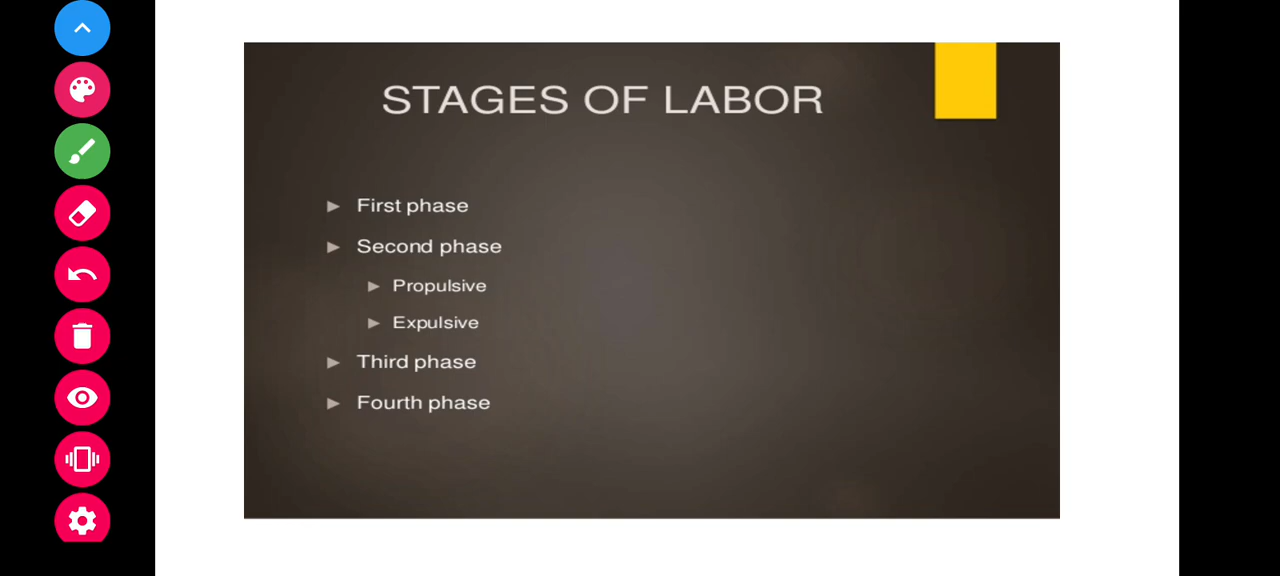 STAGES OF LABOR
First phase
Second phase
Propulsive
Expulsive
Third phase
Fourth phase